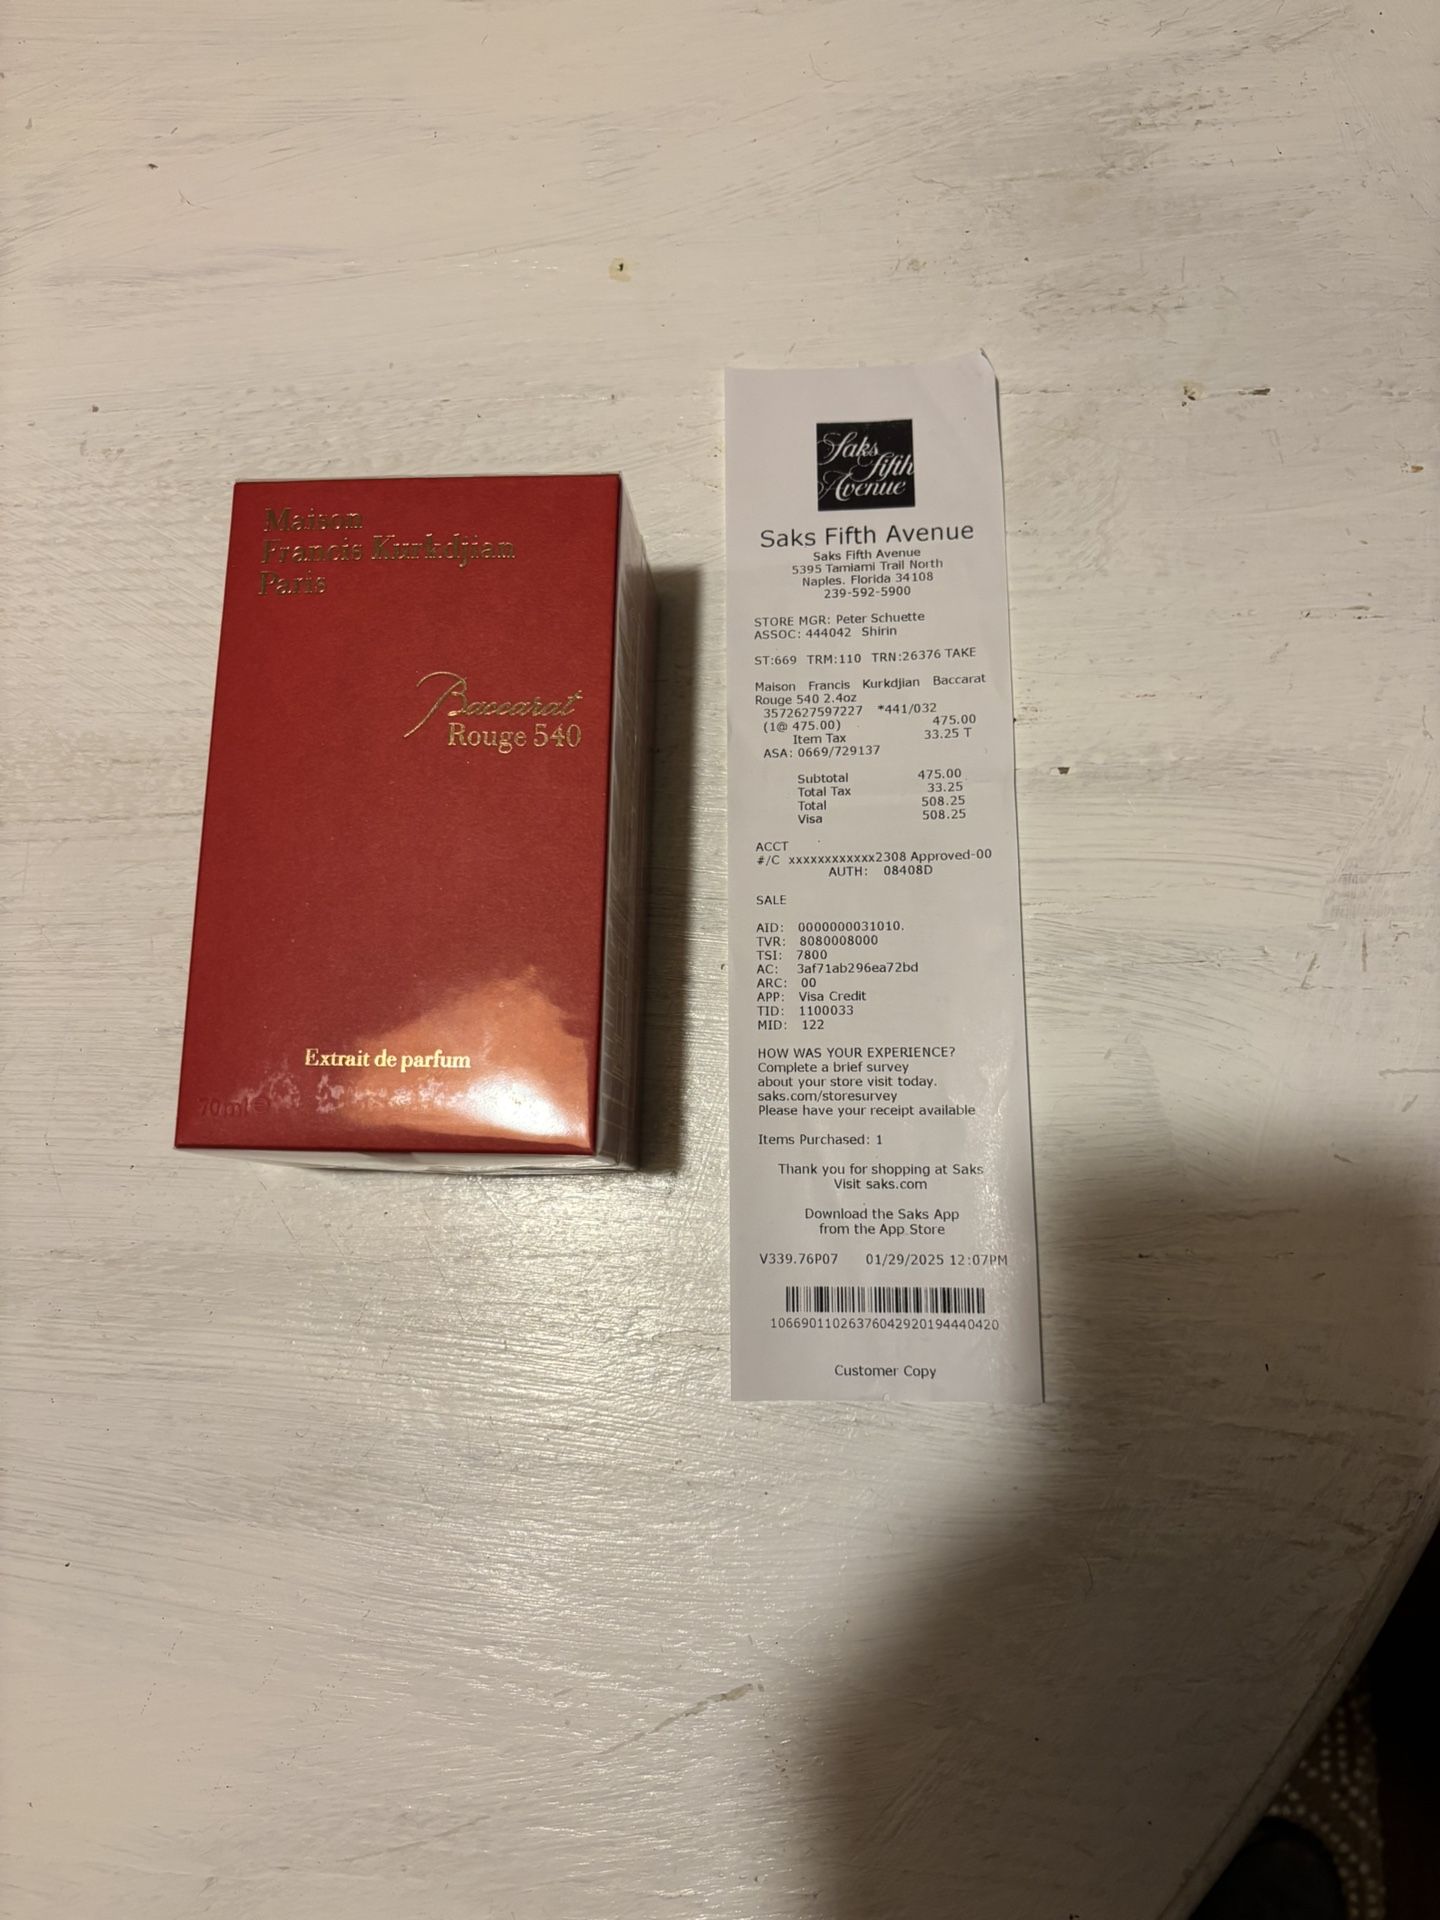 Maison
Francis Kurkdjian
Paris
Baccarat
Rouge 540
Extrait de parfum
70 ml ℮
Saks
Fifth
Avenue
Saks Fifth Avenue
Saks Fifth Avenue
5395 Tamiami Trail North
Naples. Florida 34108
239-592-5900
STORE MGR: Peter Schuette
ASSOC: 444042 Shirin
ST:669 TRM:110 TRN:26376 TAKE
Maison Francis Kurkdjian Baccarat
Rouge 540 2.4oz
3572627597227 *441/032
(1@ 475.00) 475.00
Item Tax 33.25 T
ASA: 0669/729137
Subtotal 475.00
Total Tax 33.25
Total 508.25
Visa 508.25
ACCT
#/C xxxxxxxxxxxx2308 Approved-00
AUTH: 08408D
SALE
AID: 0000000031010.
TVR: 8080008000
TSI: 7800
AC: 3af71ab296ea72bd
ARC: 00
APP: Visa Credit
TID: 1100033
MID: 122
HOW WAS YOUR EXPERIENCE?
Complete a brief survey
about your store visit today.
saks.com/storesurvey
Please have your receipt available
Items Purchased: 1
Thank you for shopping at Saks
Visit saks.com
Download the Saks App
from the App Store
V339.76P07 01/29/2025 12:07PM
1066901102637604292019444​0420
Customer Copy